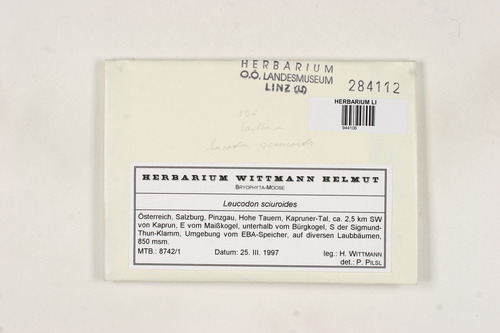 HERBARIUM
O.Ö. LANDESMUSEUM
LINZ (LI)
284112
HERBARIUM LI
944106
Leucodon sciuroides
HERBARIUM WITTMANN HELMUT
BRYOPHYTA-MOOSE
Leucodon sciuroides
Österreich, Salzburg, Pinzgau, Hohe Tauern, Kapruner-Tal, ca. 2,5 km SW
von Kaprun, E vom Maißkogel, unterhalb vom Bürgkogel, S der Sigmund-
Thun-Klamm, Umgebung vom EBA-Speicher, auf diversen Laubbäumen,
850 msm.
MTB.: 8742/1 Datum: 25. III. 1997 leg.: H. WITTMANN
det.: P. PILSL